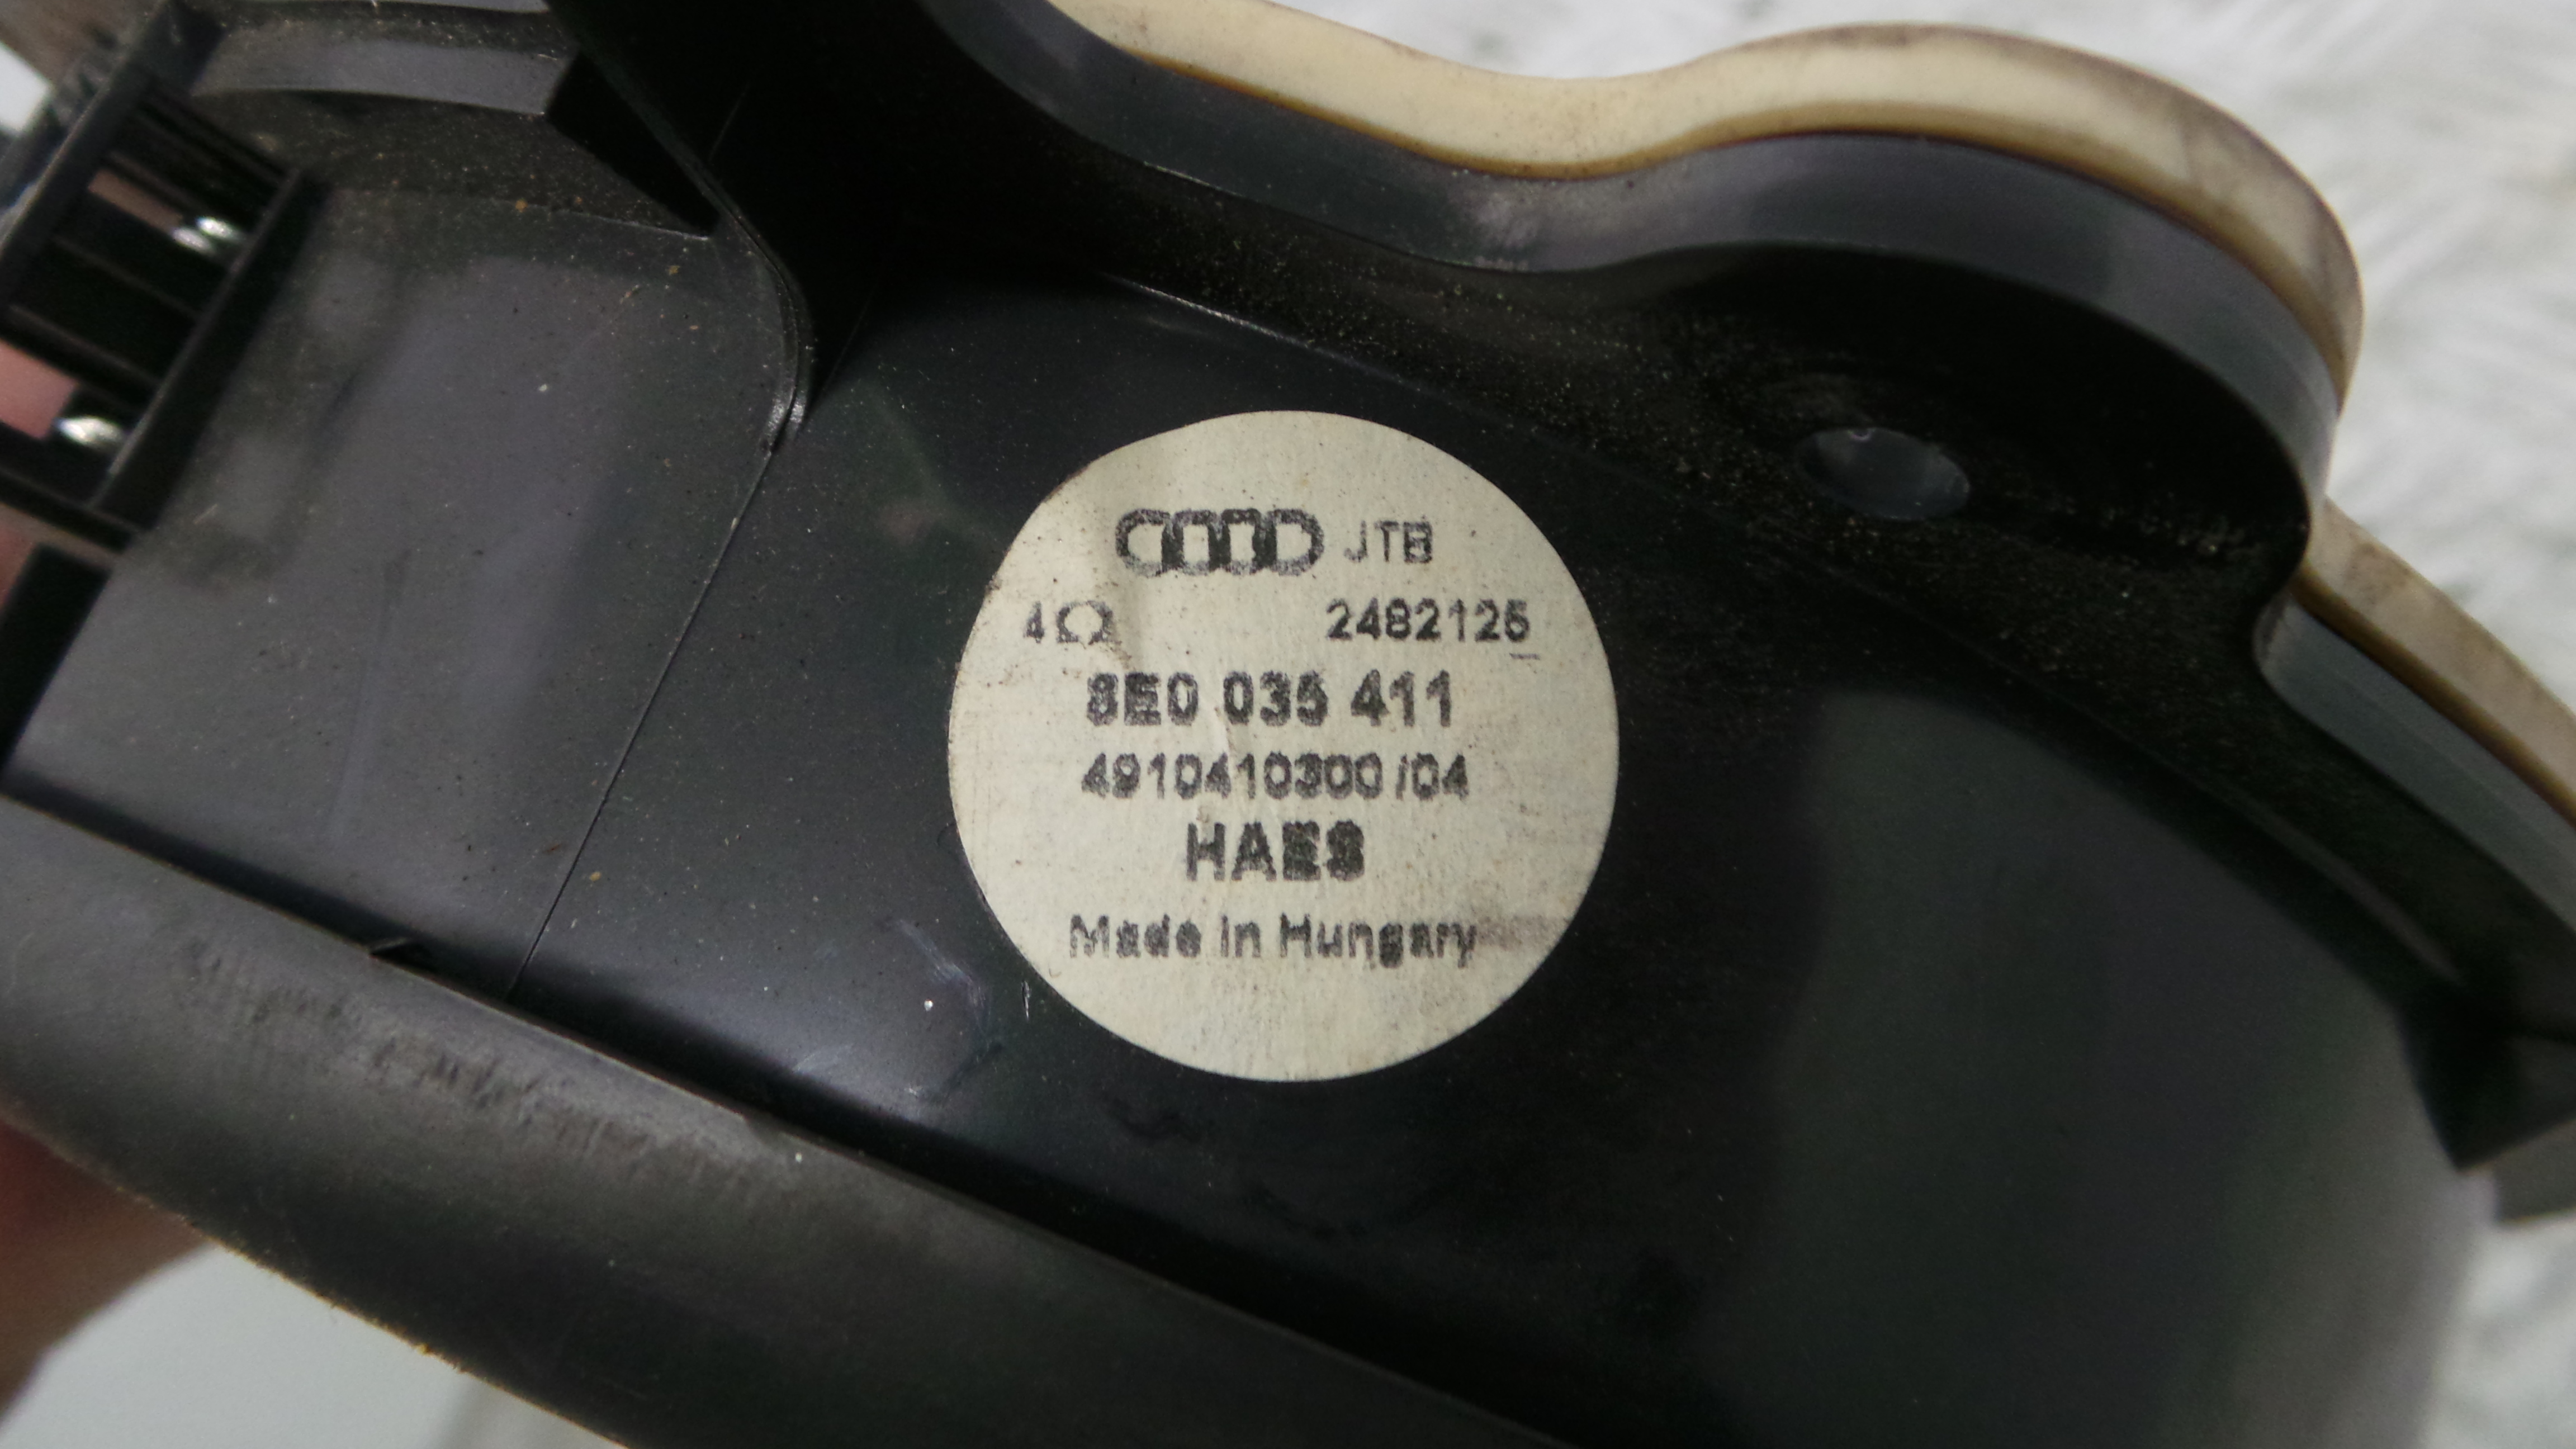 JTB
4Ω 2482125
8E0 035 411
4910410300/04
HAES
Made in Hungary